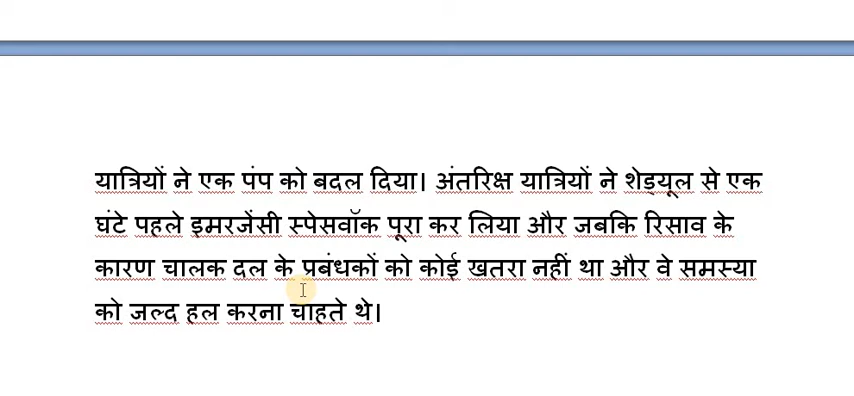 यात्रियों ने एक पंप को बदल दिया। अंतरिक्ष यात्रियों ने शेड्यूल से एक
घंटे पहले इमरजेंसी स्पेसवॉक पूरा कर लिया और जबकि रिसाव के
कारण चालक दल के प्रबंधकों को कोई खतरा नहीं था और वे समस्या
को जल्द हल करना चाहते थे।